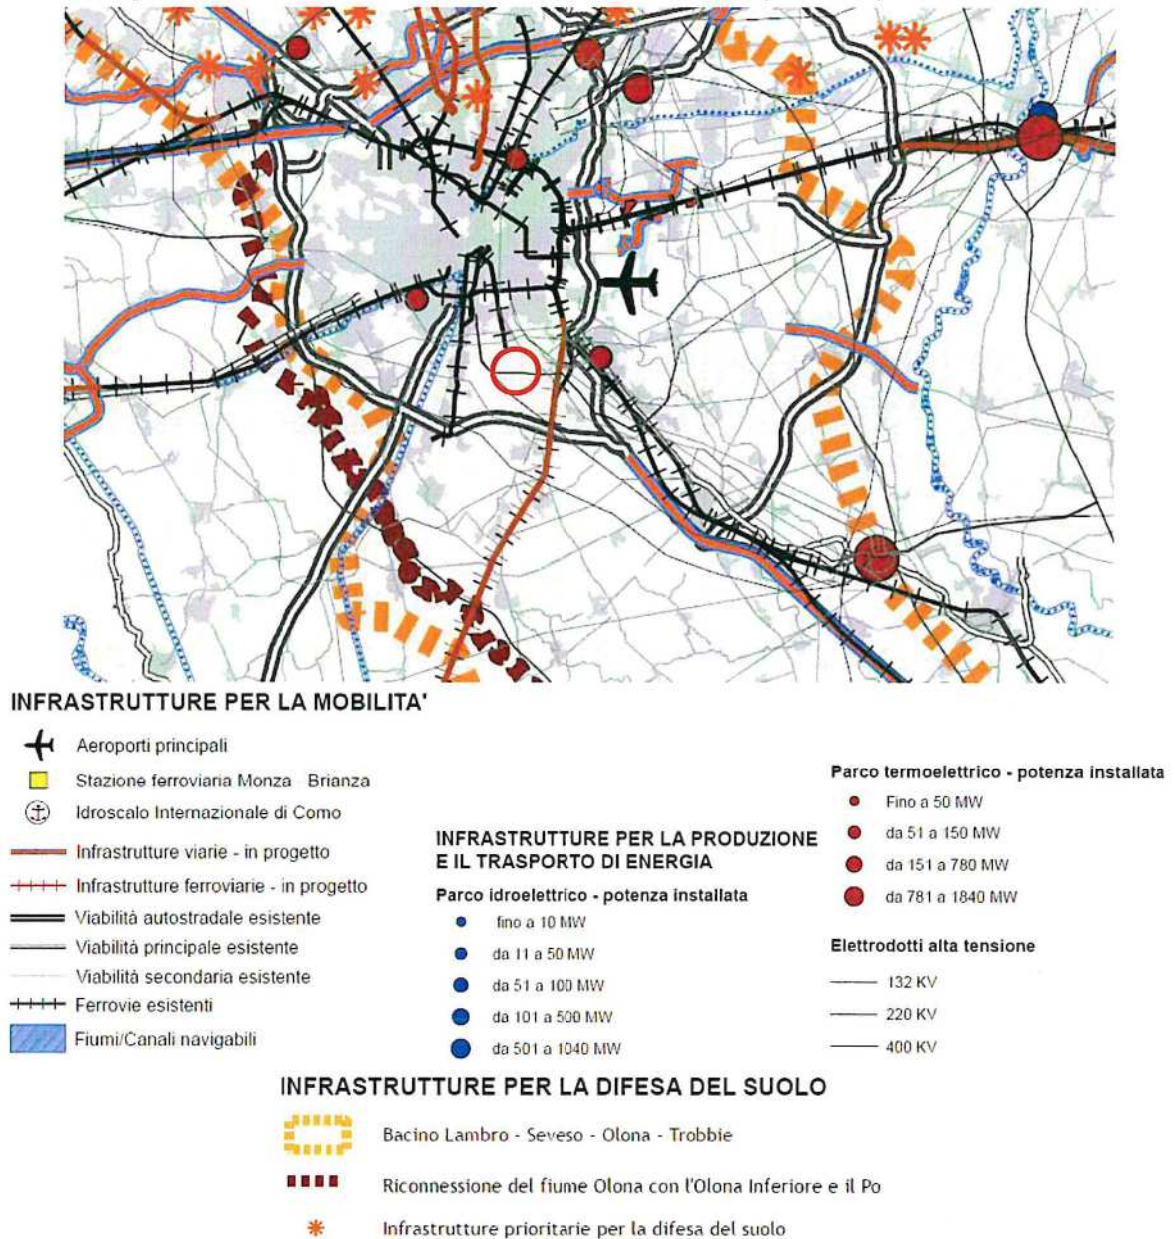 INFRASTRUTTURE PER LA MOBILITA'
Aeroporti principali
Stazione ferroviaria Monza - Brianza
Idroscalo Internazionale di Como
Infrastrutture viarie - in progetto
Infrastrutture ferroviarie - in progetto
Viabilità autostradale esistente
Viabilità principale esistente
Viabilità secondaria esistente
Ferrovie esistenti
Fiumi/Canali navigabili
INFRASTRUTTURE PER LA PRODUZIONE
E IL TRASPORTO DI ENERGIA
Parco idroelettrico - potenza installata
fino a 10 MW
da 11 a 50 MW
da 51 a 100 MW
da 101 a 500 MW
da 501 a 1040 MW
Parco termoelettrico - potenza installata
Fino a 50 MW
da 51 a 150 MW
da 151 a 780 MW
da 781 a 1840 MW
Elettrodotti alta tensione
132 KV
220 KV
400 KV
INFRASTRUTTURE PER LA DIFESA DEL SUOLO
Bacino Lambro - Seveso - Olona - Trobbie
Riconnessione del fiume Olona con l'Olona Inferiore e il Po
Infrastrutture prioritarie per la difesa del suolo